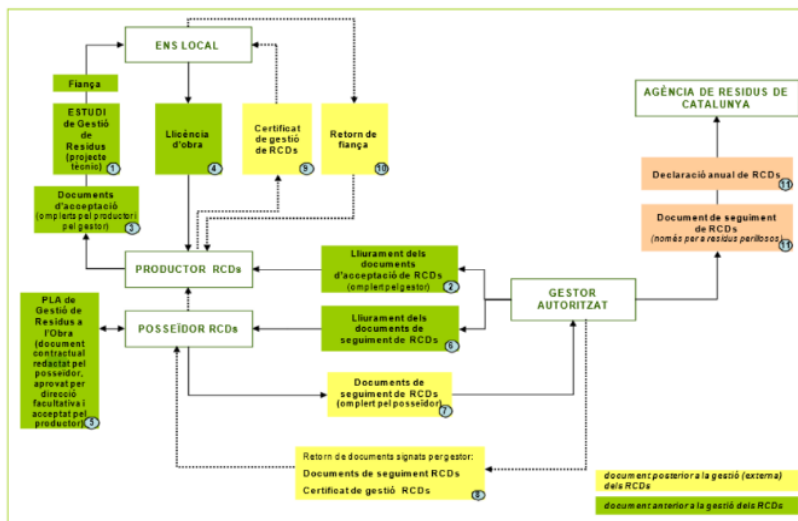 ENS LOCAL
Fiança
ESTUDI
de Gestió
de
Residus
(projecte
tècnic)
1
Llicència
d'obra
4
Certificat
de gestió
de RCDs
9
Retorn de
fiança
10
AGÈNCIA DE RESIDUS DE
CATALUNYA
Declaració anual de RCDs
11
Documents
d'acceptació
(omplerts pel productor i
pel gestor)
3
Document de seguiment
de RCDs
(només per a residus perillosos)
11
PRODUCTOR RCDs
Lliurament dels
documents
d'acceptació de RCDs
(omplert pel gestor)
2
GESTOR
AUTORITZAT
PLA de
Gestió de
Residus a
l'Obra
(document
contractual
redactat pel
posseïdor,
aprovat per
direcció
facultativa i
acceptat pel
productor)
5
POSSEÏDOR RCDs
Lliurament dels
documents de
seguiment de RCDs
6
Documents de
seguiment de RCDs
(omplert pel posseïdor)
7
Retorn de documents signats per gestor:
Documents de seguiment RCDs
Certificat de gestió RCDs
8
document posterior a la gestió (externa)
dels RCDs
document anterior a la gestió dels RCDs